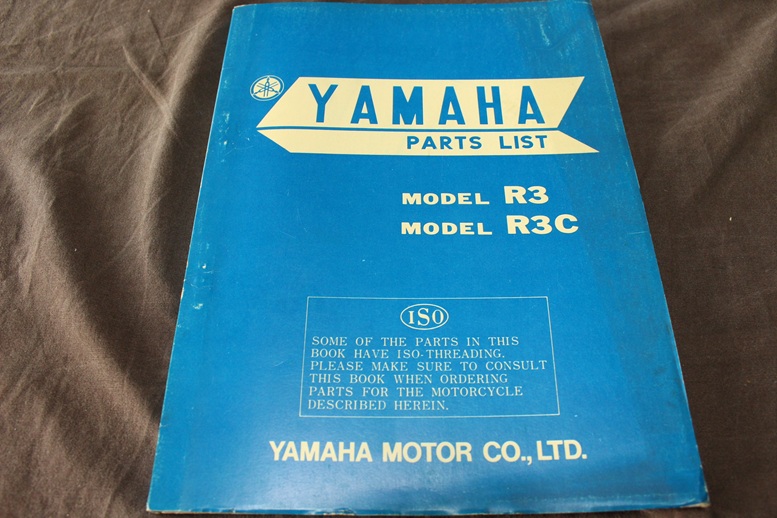 YAMAHA
PARTS LIST
MODEL R3
MODEL R3C
ISO
SOME OF THE PARTS IN THIS
BOOK HAVE ISO-THREADING.
PLEASE MAKE SURE TO CONSULT
THIS BOOK WHEN ORDERING
PARTS FOR THE MOTORCYCLE
DESCRIBED HEREIN.
YAMAHA MOTOR CO., LTD.